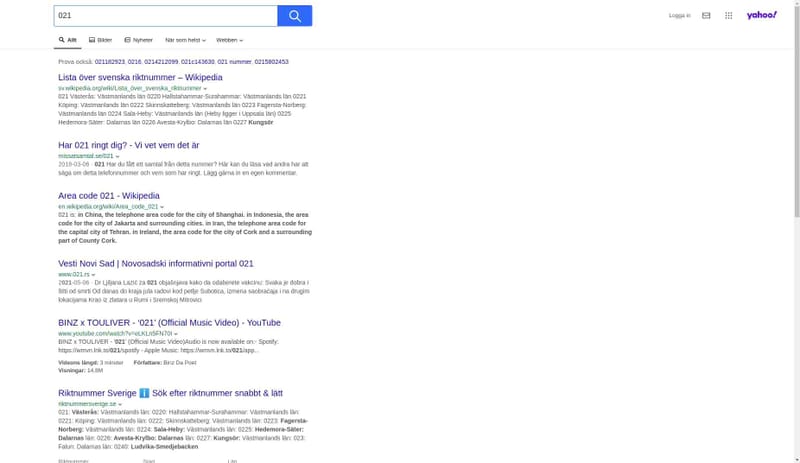 021
Logga in
yahoo!
Allt Bilder Nyheter När som helst Webben
Prova också: 021182923, 0216, 0214212099, 021c143630, 021 nummer, 0215802453
Lista över svenska riktnummer – Wikipedia
sv.wikipedia.org/wiki/Lista_över_svenska_riktnummer
021 Västerås: Västmanlands län 0220 Hallstahammar-Surahammar: Västmanlands län 0221
Köping: Västmanlands län 0222 Skinnskatteberg: Västmanlands län 0223 Fagersta-Norberg:
Västmanlands län 0224 Sala-Heby: Västmanlands län (Heby ligger i Uppsala län) 0225
Hedemora-Säter: Dalarnas län 0226 Avesta-Krylbo: Dalarnas län 0227 Kungsör
Har 021 ringt dig? - Vi vet vem det är
missatsamtal.se/021
2019-03-06 · 021 Har du fått ett samtal från detta nummer? Här kan du läsa vad andra har att
säga om detta telefonnummer och vem som har ringt. Lägg gärna in en egen kommentar.
Area code 021 - Wikipedia
en.wikipedia.org/wiki/Area_code_021
021 is: in China, the telephone area code for the city of Shanghai. in Indonesia, the area
code for the city of Jakarta and surrounding cities. in Iran, the telephone area code for
the capital city of Tehran. in Ireland, the area code for the city of Cork and a surrounding
part of County Cork.
Vesti Novi Sad | Novosadski informativni portal 021
www.021.rs
2021-05-06 · Dr Ljiljana Lazić za 021 objašnjava kako da odaberete vakcinu: Svaka je dobra i
štiti od smrti Od danas do kraja jula radovi kod petlje Subotica, izmena saobraćaja i na drugim
lokacijama Krao iz zlatara u Rumi i Sremskoj Mitrovici
BINZ x TOULIVER - ‘021’ (Official Music Video) - YouTube
www.youtube.com/watch?v=eLKLn5FN70I
BINZ x TOULIVER - '021' (Official Music Video)Audio is now available on:- Spotify:
https://wmvn.lnk.to/021/spotify - Apple Music: https://wmvn.lnk.to/021/app...
Videons längd: 3 minuter Författare: Binz Da Poet
Visningar: 14.8M
Riktnummer Sverige ℹ️ Sök efter riktnummer snabbt & lätt
riktnummersverige.se
021: Västerås: Västmanlands län: 0220: Hallstahammar-Surahammar: Västmanlands län:
0221: Köping: Västmanlands län: 0222: Skinnskatteberg: Västmanlands län: 0223: Fagersta-
Norberg: Västmanlands län: 0224: Sala-Heby: Västmanlands län: 0225: Hedemora-Säter:
Dalarnas län: 0226: Avesta-Krylbo: Dalarnas län: 0227: Kungsör: Västmanlands län: 023:
Falun: Dalarnas län: 0240: Ludvika-Smedjebacken
Riktnummer Stad Län